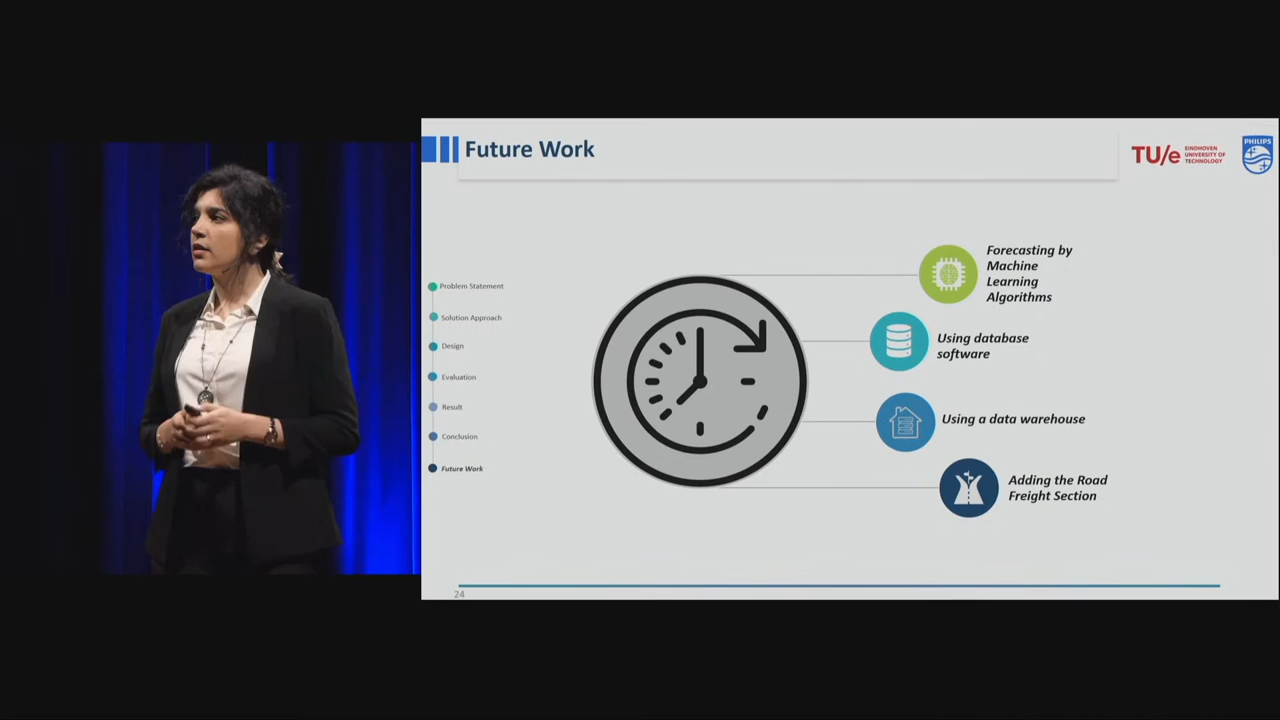 Future Work
TU/e
EINDHOVEN
UNIVERSITY OF
TECHNOLOGY
PHILIPS
Problem Statement
Solution Approach
Design
Evaluation
Result
Conclusion
Future Work
Forecasting by
Machine
Learning
Algorithms
Using database
software
Using a data warehouse
Adding the Road
Freight Section
24